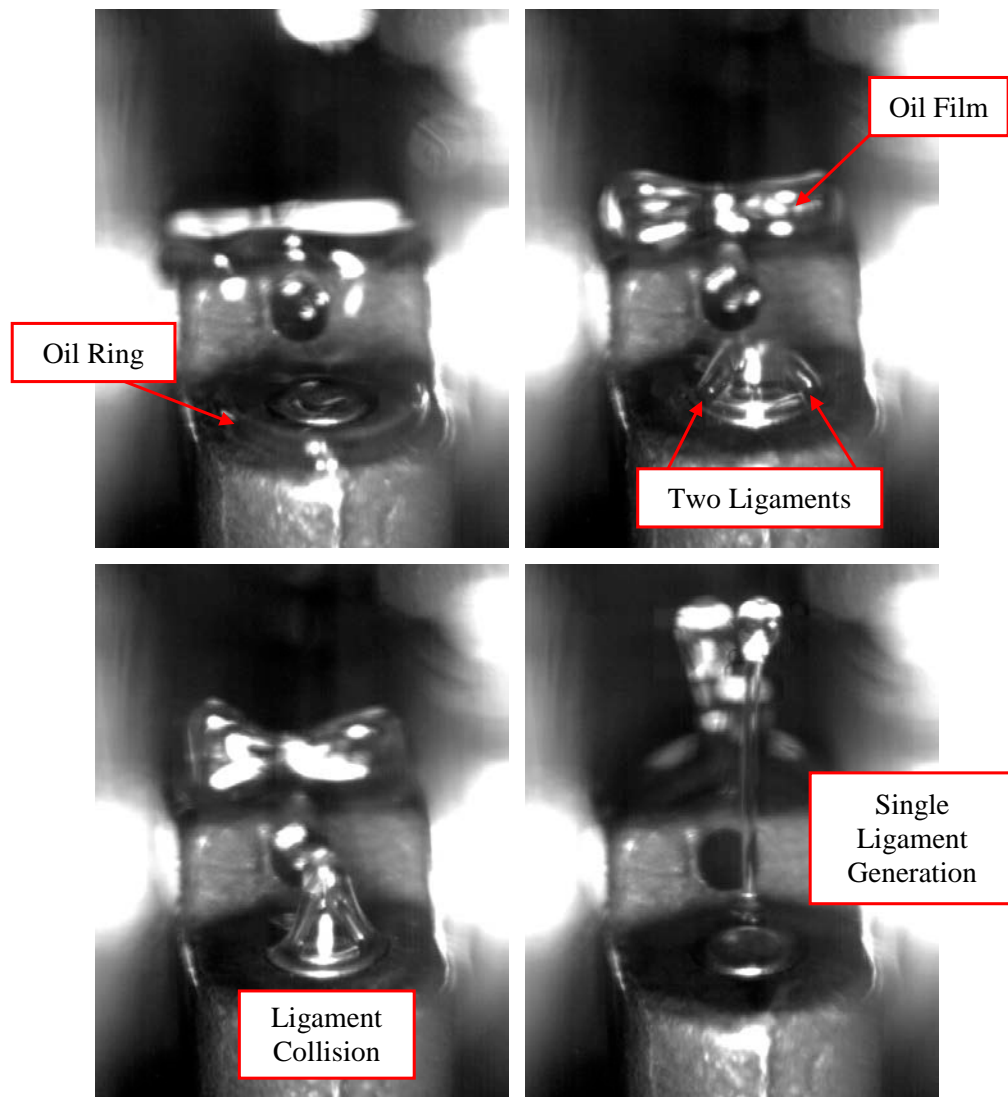 Oil Film
Oil Ring
Two Ligaments
Single
Ligament
Generation
Ligament
Collision